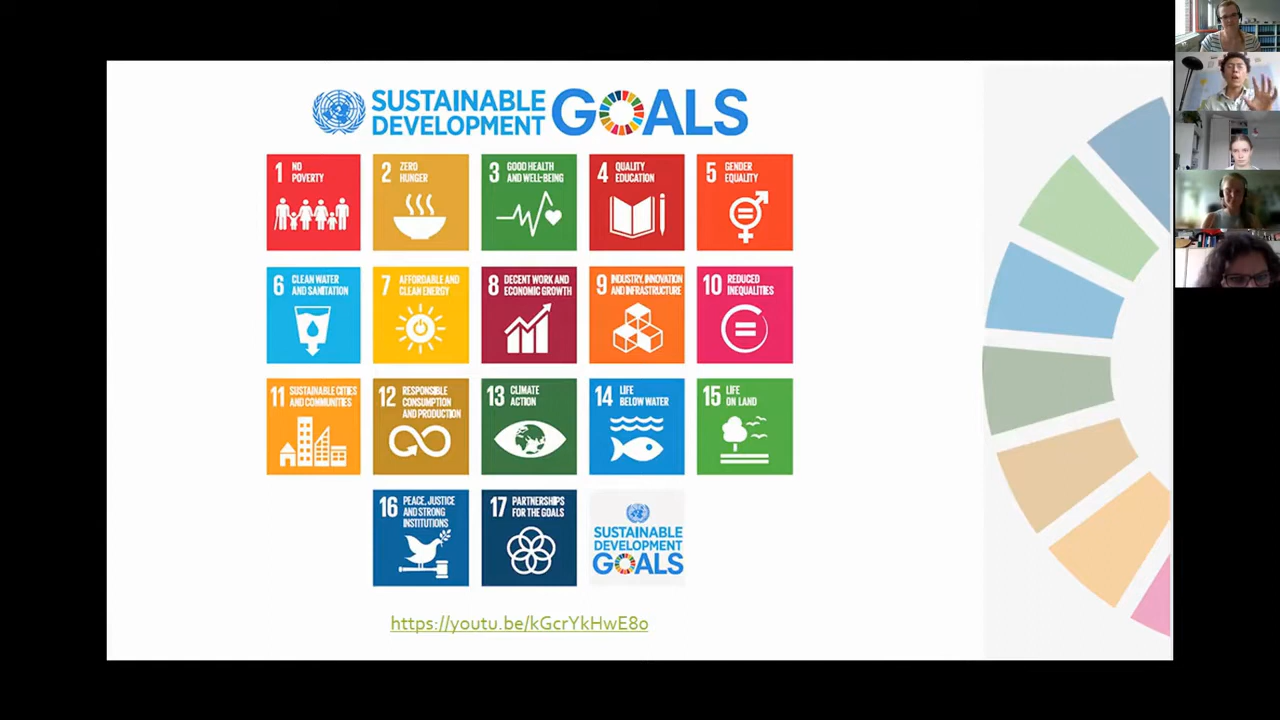 SUSTAINABLE
DEVELOPMENT
GOALS
1 NO
POVERTY
2 ZERO
HUNGER
3 GOOD HEALTH
AND WELL-BEING
4 QUALITY
EDUCATION
5 GENDER
EQUALITY
6 CLEAN WATER
AND SANITATION
7 AFFORDABLE AND
CLEAN ENERGY
8 DECENT WORK AND
ECONOMIC GROWTH
9 INDUSTRY, INNOVATION
AND INFRASTRUCTURE
10 REDUCED
INEQUALITIES
11 SUSTAINABLE CITIES
AND COMMUNITIES
12 RESPONSIBLE
CONSUMPTION
AND PRODUCTION
13 CLIMATE
ACTION
14 LIFE
BELOW WATER
15 LIFE
ON LAND
16 PEACE, JUSTICE
AND STRONG
INSTITUTIONS
17 PARTNERSHIPS
FOR THE GOALS
SUSTAINABLE
DEVELOPMENT
GOALS
https://youtu.be/kGcrYkHwE8o